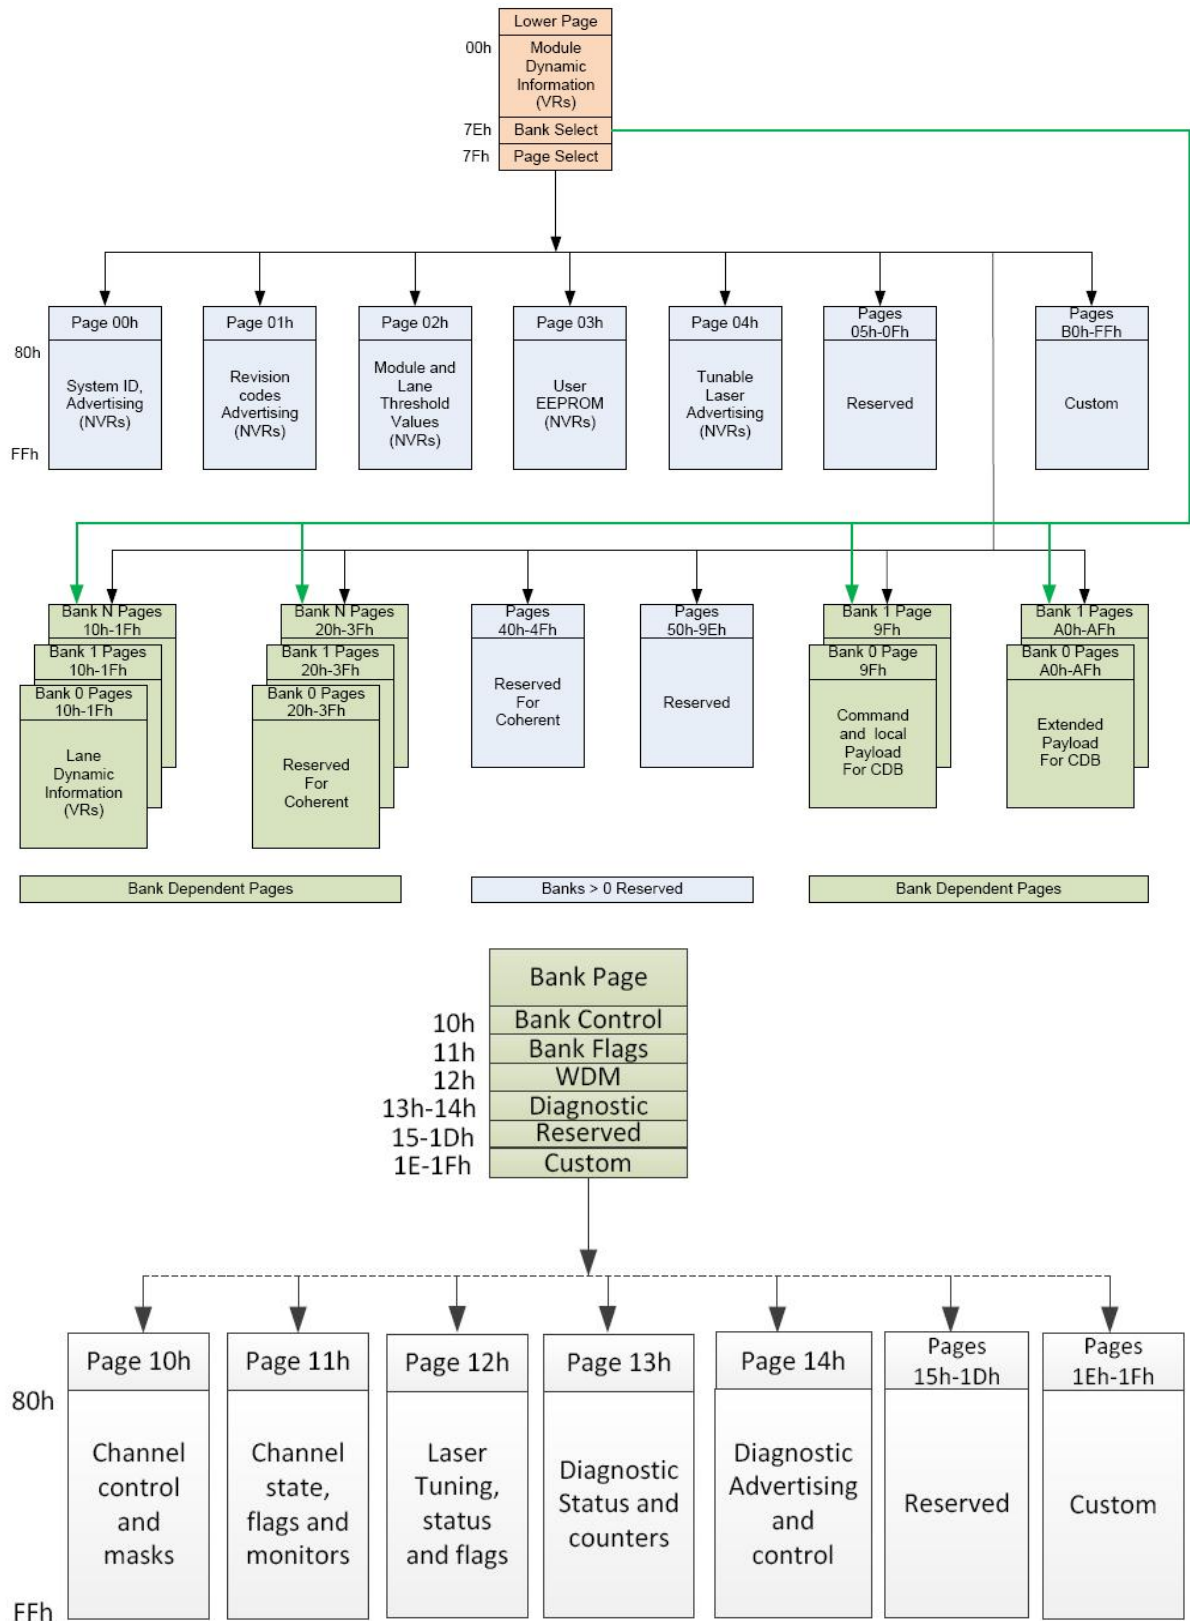 Lower Page
00h
Module
Dynamic
Information
(VRs)
7Eh
Bank Select
7Fh
Page Select
Page 00h
Page 01h
Page 02h
Page 03h
Page 04h
Pages
05h-0Fh
Pages
B0h-FFh
80h
System ID,
Advertising
(NVRs)
Revision
codes
Advertising
(NVRs)
Module and
Lane
Threshold
Values
(NVRs)
User
EEPROM
(NVRs)
Tunable
Laser
Advertising
(NVRs)
Reserved
Custom
FFh
Bank N Pages
10h-1Fh
Bank 1 Pages
10h-1Fh
Bank 0 Pages
10h-1Fh
Lane
Dynamic
Information
(VRs)
Bank N Pages
20h-3Fh
Bank 1 Pages
20h-3Fh
Bank 0 Pages
20h-3Fh
Reserved
For
Coherent
Pages
40h-4Fh
Reserved
For
Coherent
Pages
50h-9Eh
Reserved
Bank 1 Page
9Fh
Bank 0 Page
9Fh
Command
and local
Payload
For CDB
Bank 1 Pages
A0h-AFh
Bank 0 Pages
A0h-AFh
Extended
Payload
For CDB
Bank Dependent Pages
Banks > 0 Reserved
Bank Dependent Pages
Bank Page
10h
Bank Control
11h
Bank Flags
12h
WDM
13h-14h
Diagnostic
15-1Dh
Reserved
1E-1Fh
Custom
Page 10h
Page 11h
Page 12h
Page 13h
Page 14h
Pages
15h-1Dh
Pages
1Eh-1Fh
80h
Channel
control
and
masks
Channel
state,
flags and
monitors
Laser
Tuning,
status
and flags
Diagnostic
Status and
counters
Diagnostic
Advertising
and
control
Reserved
Custom
FFh